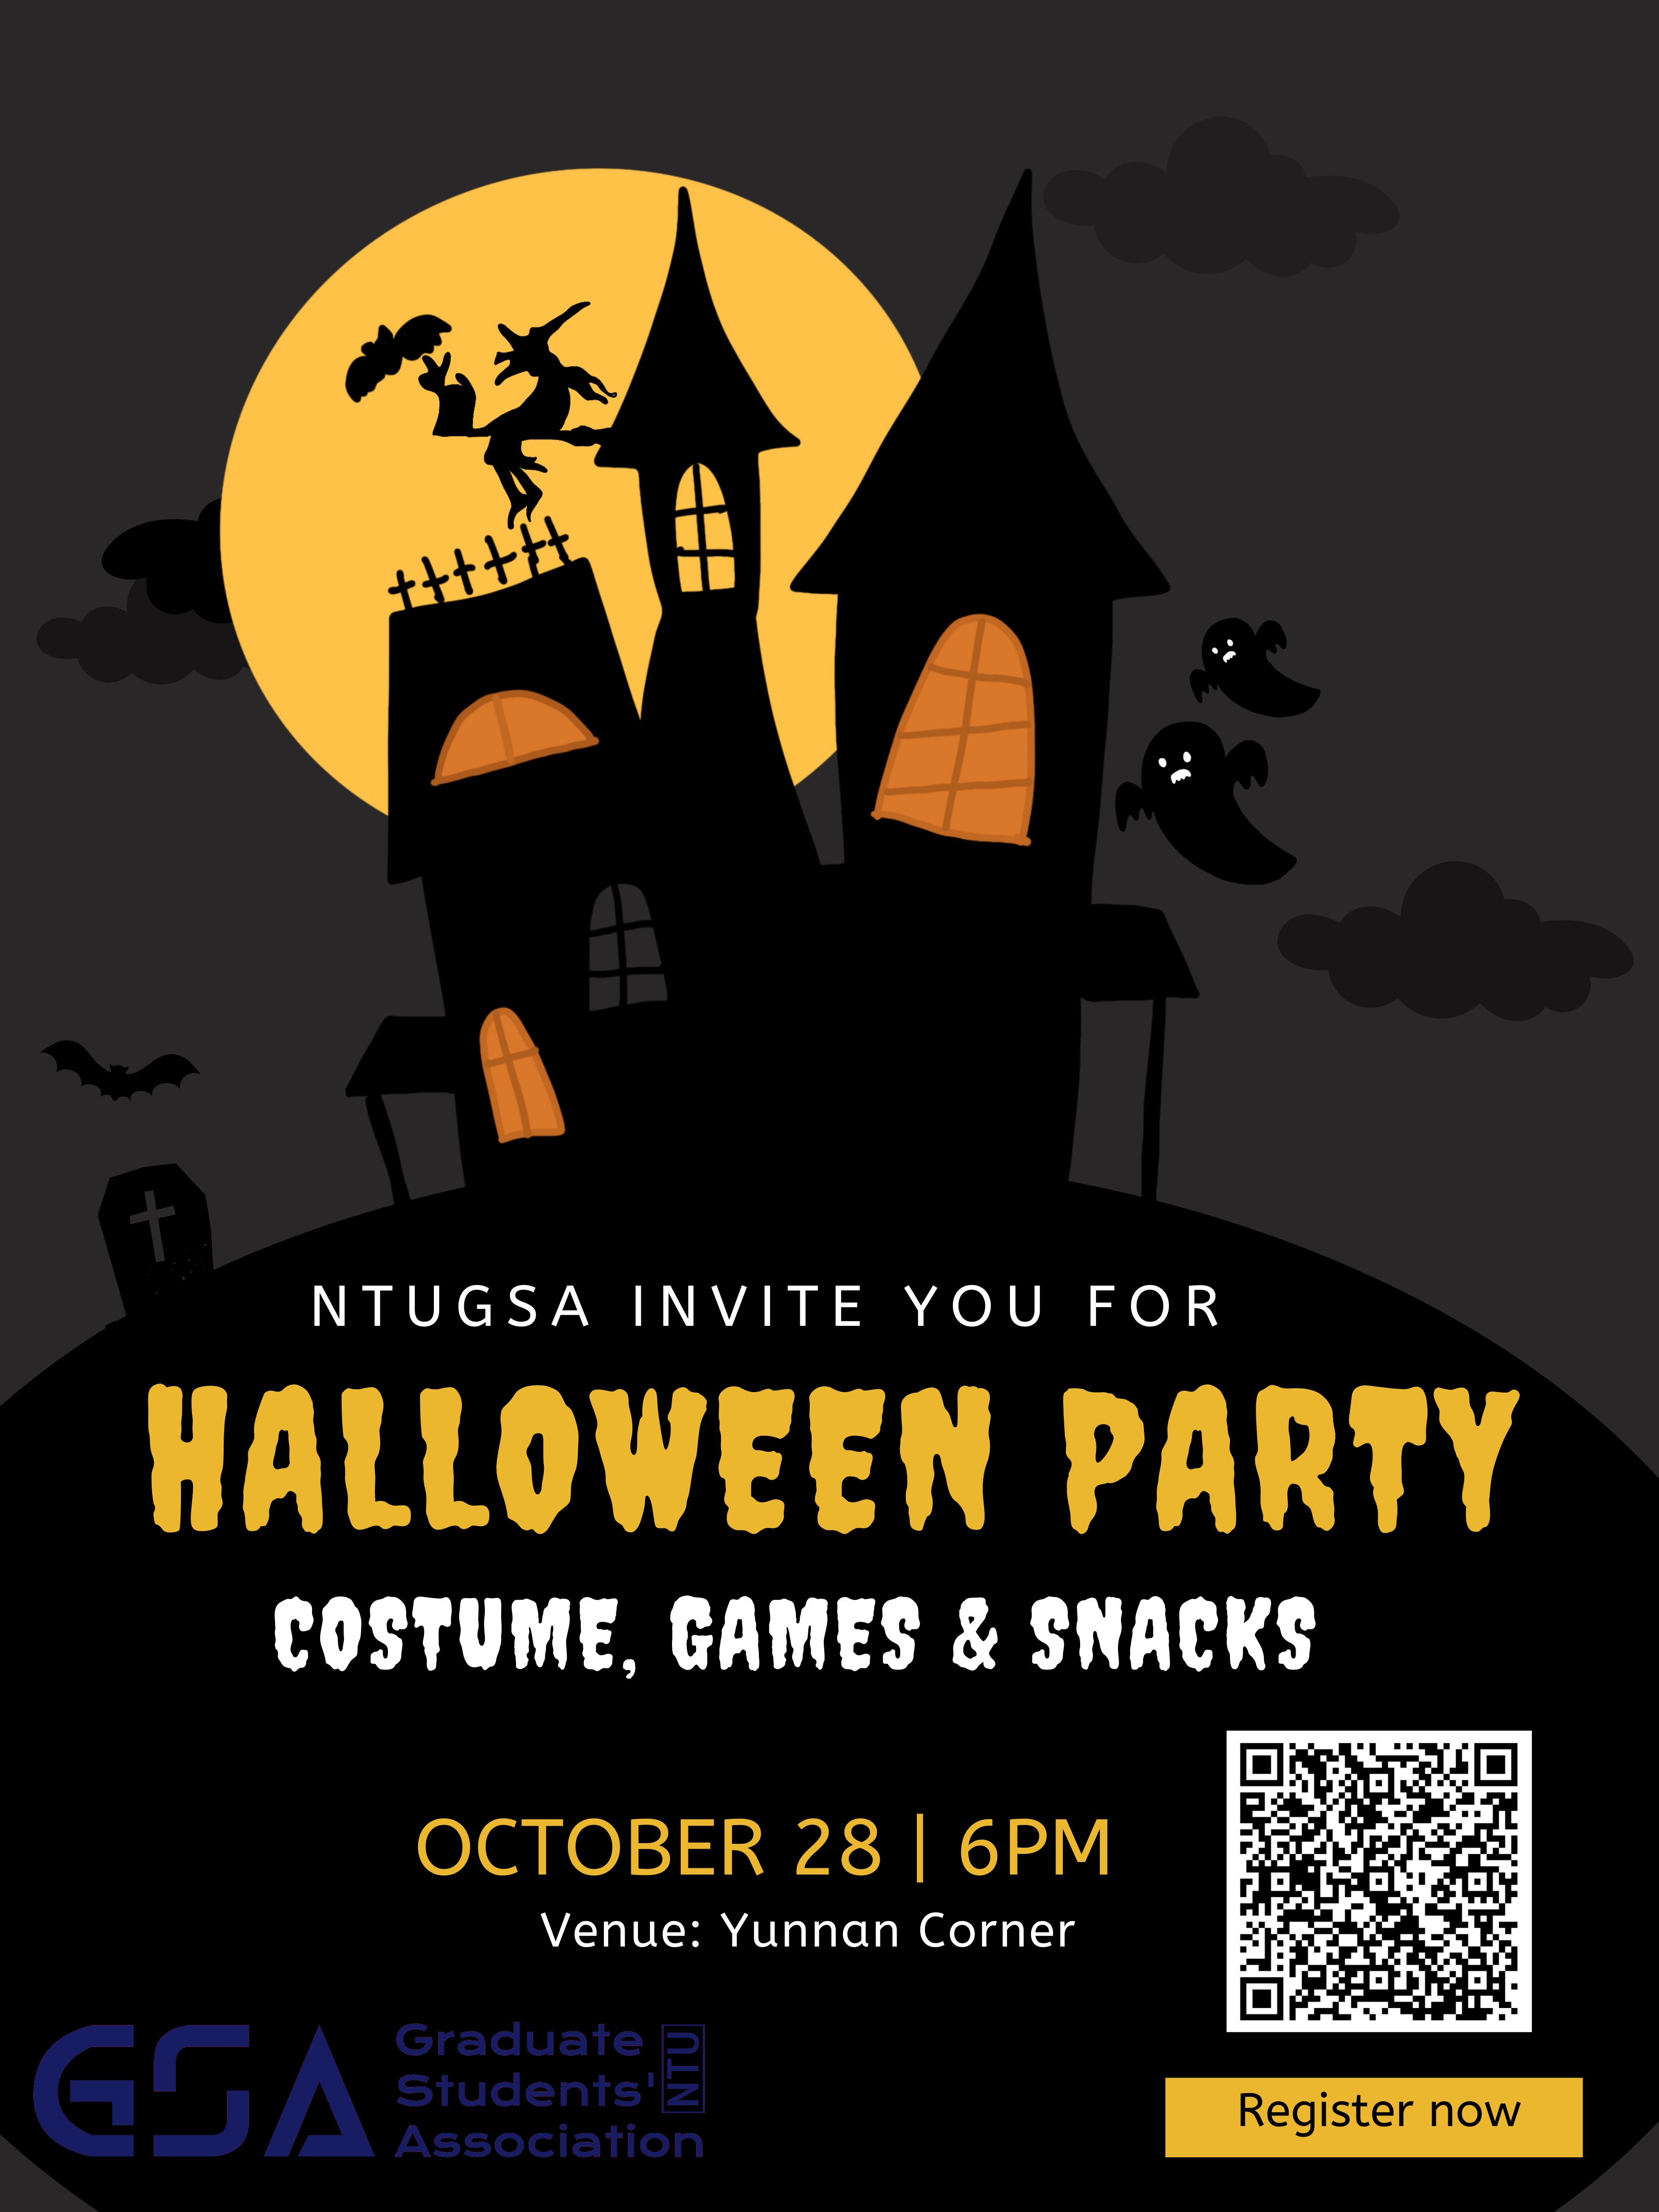 NTUGSA INVITE YOU FOR
HALLOWEEN PARTY
COSTUME, GAMES & SNACKS
OCTOBER 28 | 6PM
Venue: Yunnan Corner
GSA
Graduate
Students'
Association
NTU
Register now